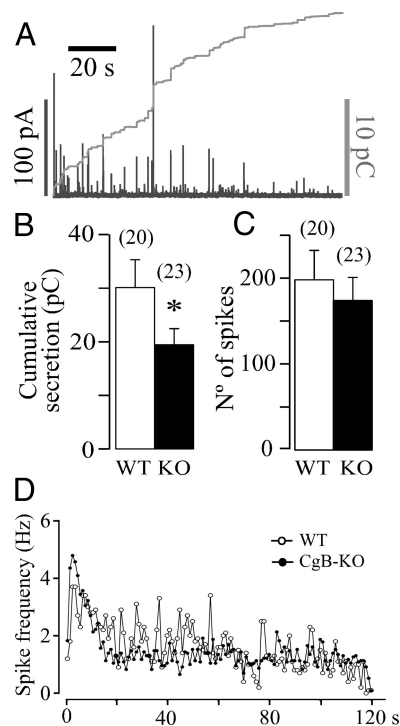 A
20 s
100 pA
10 pC
B
40
20
0
Cumulative
secretion (pC)
(20)
(23)
*
WT KO
C
200
100
0
Nº of spikes
(20)
(23)
WT KO
D
6
4
2
0
Spike frequency (Hz)
WT
CgB-KO
0 40 80 120 s